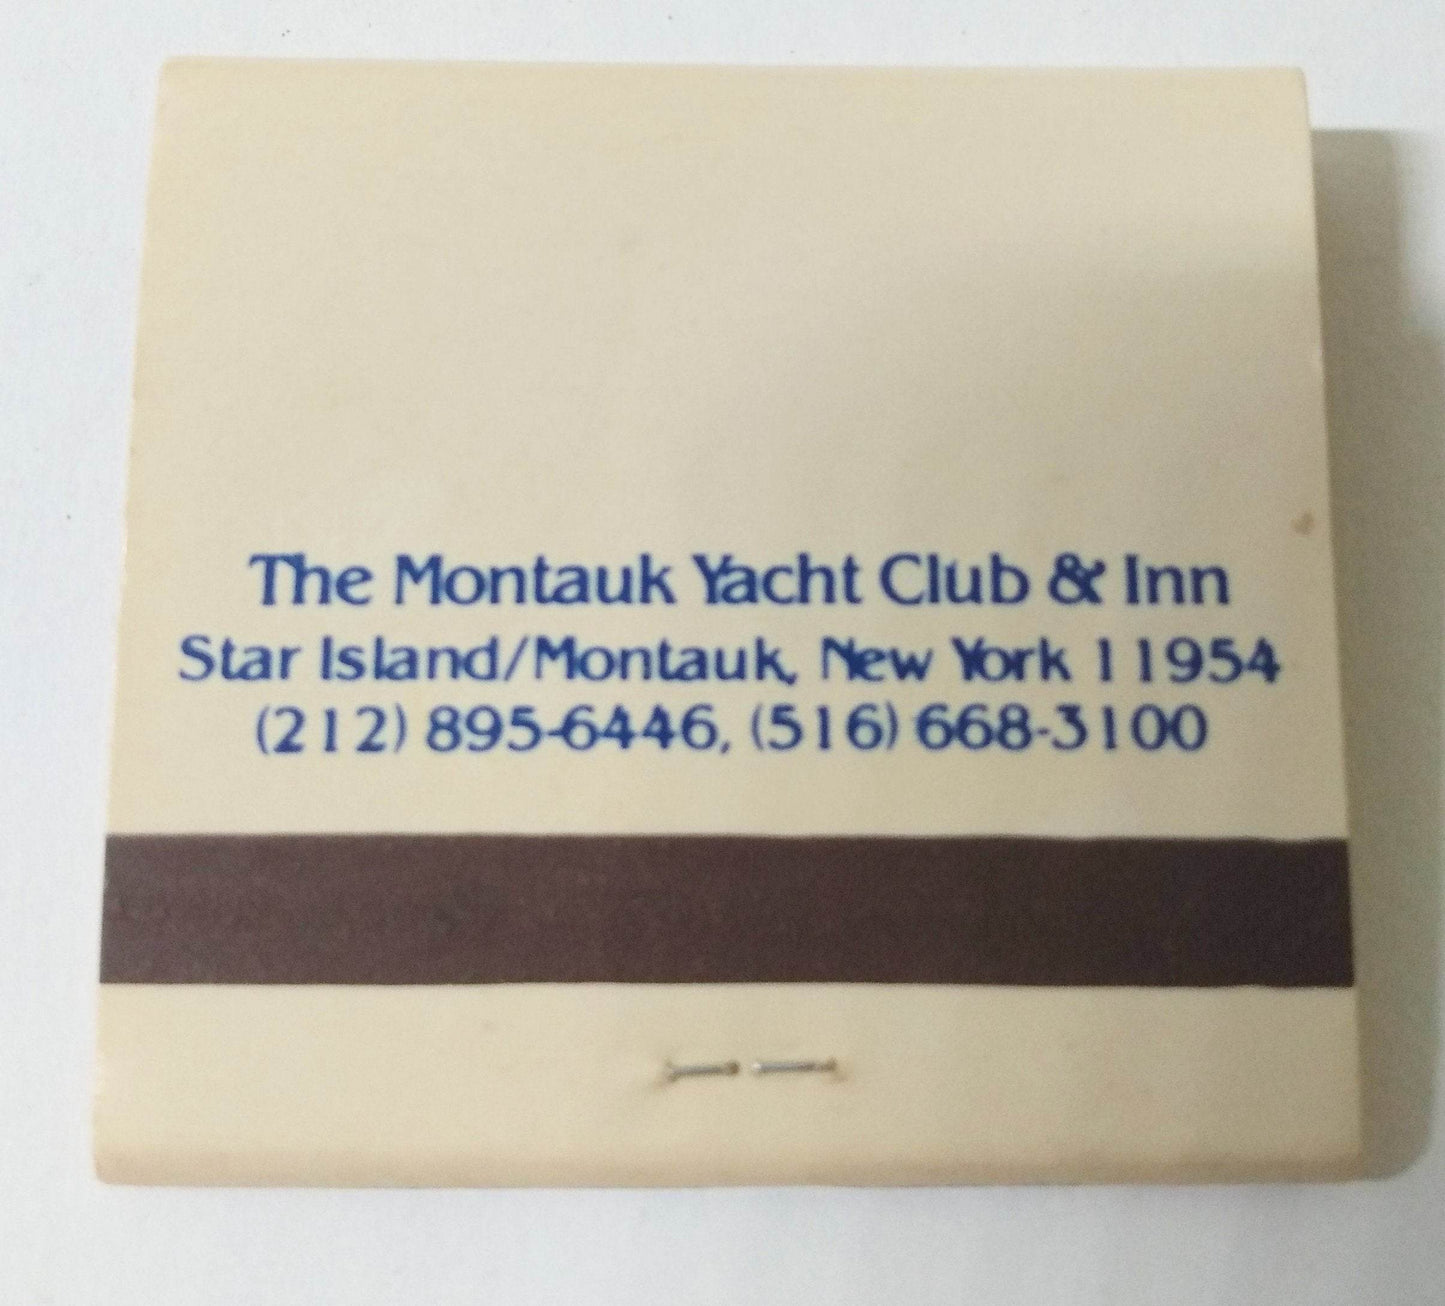 The Montauk Yacht Club & Inn
Star Island/Montauk, New York 11954
(212) 895-6446, (516) 668-3100